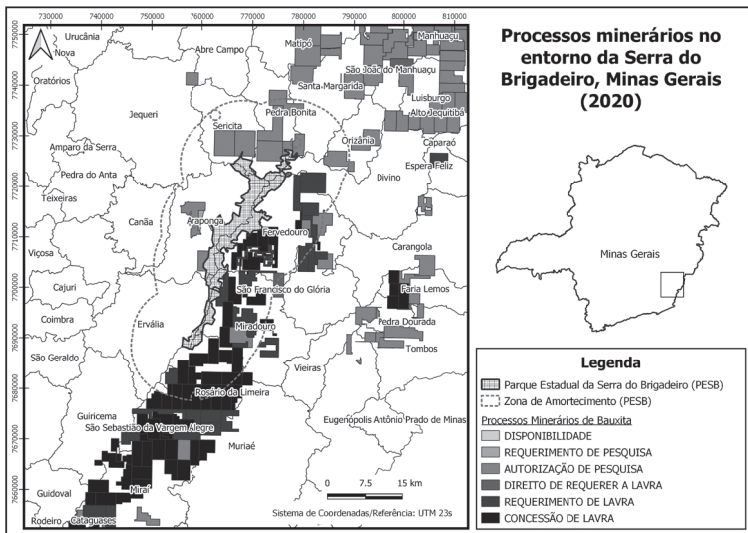 Processos minerários no
entorno da Serra do
Brigadeiro, Minas Gerais
(2020)
730000 740000 750000 760000 770000 780000 790000 800000 810000
7750000
7740000
7730000
7720000
7710000
7700000
7690000
7680000
7670000
7660000
Urucânia
Nova
Abre Campo
Matipó
Manhuaçu
São João do Manhuaçu
Santa-Margarida
Oratórios
Luisburgo
Jequeri
Pedra Bonita
Alto Jequitibá
Sericita
Orizânia
Amparo da Serra
Caparaó
Pedra do Anta
Divino
Espera Feliz
Teixeiras
Canãa
Araponga
Fervedouro
Viçosa
Carangola
Cajuri
São Francisco do Glória
Faria Lemos
Coimbra
Ervália
Miradouro
Pedra Dourada
São Geraldo
Tombos
Vieiras
Rosário da Limeira
Guiricema
São Sebastião da Vargem Alegre
Eugenópolis
Antônio Prado de Minas
Muriaé
Guidoval
Miraí
0 7.5 15 km
Rodeiro
Cataguases
Sistema de Coordenadas/Referência: UTM 23s
Minas Gerais
Legenda
Parque Estadual da Serra do Brigadeiro (PESB)
Zona de Amortecimento (PESB)
Processos Minerários de Bauxita
DISPONIBILIDADE
REQUERIMENTO DE PESQUISA
AUTORIZAÇÃO DE PESQUISA
DIREITO DE REQUERER A LAVRA
REQUERIMENTO DE LAVRA
CONCESSÃO DE LAVRA